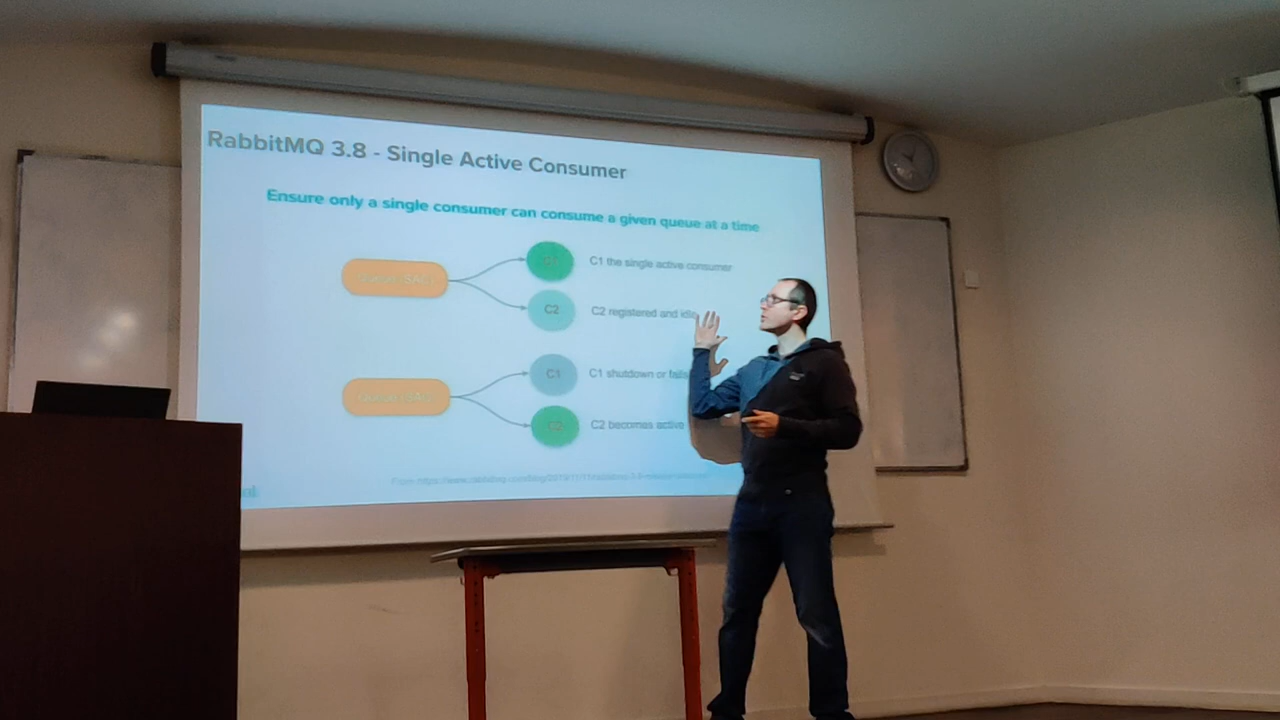 RabbitMQ 3.8 - Single Active Consumer
Ensure only a single consumer can consume a given queue at a time
C1 the single active consumer
C2
C2 registered and idle
C1
C1 shutdown or fails
C2
C2 becomes active